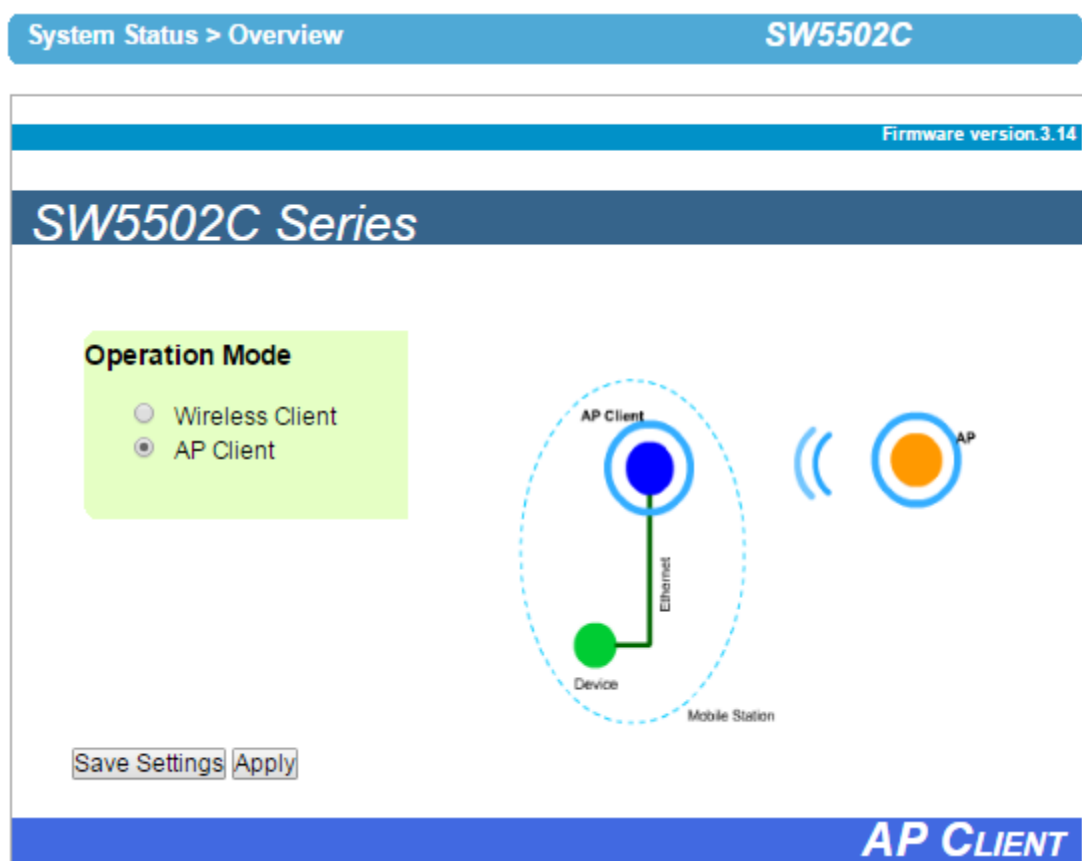 System Status > Overview
SW5502C
Firmware version.3.14
SW5502C Series
Operation Mode
Wireless Client
AP Client
AP Client
AP
Ethernet
Device
Mobile Station
Save Settings
Apply
AP CLIENT